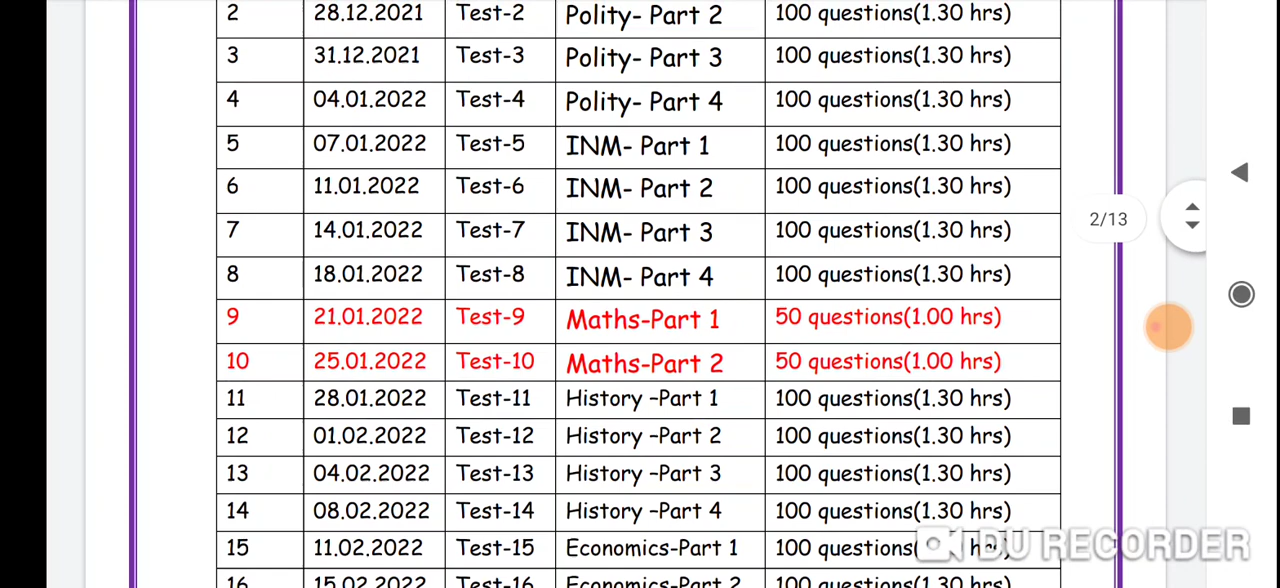 2 28.12.2021 Test-2 Polity- Part 2 100 questions(1.30 hrs)
3 31.12.2021 Test-3 Polity- Part 3 100 questions(1.30 hrs)
4 04.01.2022 Test-4 Polity- Part 4 100 questions(1.30 hrs)
5 07.01.2022 Test-5 INM- Part 1 100 questions(1.30 hrs)
6 11.01.2022 Test-6 INM- Part 2 100 questions(1.30 hrs)
2/13
7 14.01.2022 Test-7 INM- Part 3 100 questions(1.30 hrs)
8 18.01.2022 Test-8 INM- Part 4 100 questions(1.30 hrs)
9 21.01.2022 Test-9 Maths-Part 1 50 questions(1.00 hrs)
10 25.01.2022 Test-10 Maths-Part 2 50 questions(1.00 hrs)
11 28.01.2022 Test-11 History –Part 1 100 questions(1.30 hrs)
12 01.02.2022 Test-12 History –Part 2 100 questions(1.30 hrs)
13 04.02.2022 Test-13 History –Part 3 100 questions(1.30 hrs)
14 08.02.2022 Test-14 History –Part 4 100 questions(1.30 hrs)
15 11.02.2022 Test-15 Economics-Part 1 100 questions( hrs)
DU RECORDER
16 15.02.2022 Test-16 Economics-Part 2 100 questions(1.30 hrs)